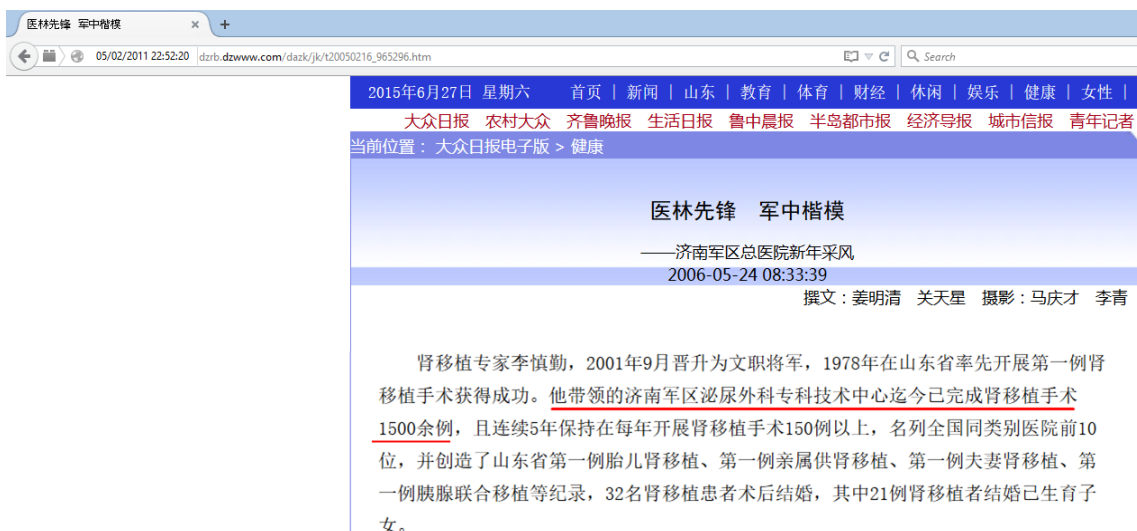 医林先锋 军中楷模
05/02/2011 22:52:20 dzrb.dzwww.com/dazk/jk/t20050216_965296.htm Search
2015年6月27日 星期六 首页 | 新闻 | 山东 | 教育 | 体育 | 财经 | 休闲 | 娱乐 | 健康 | 女性 |
大众日报 农村大众 齐鲁晚报 生活日报 鲁中晨报 半岛都市报 经济导报 城市信报 青年记者
当前位置： 大众日报电子版 > 健康
医林先锋 军中楷模
——济南军区总医院新年采风
2006-05-24 08:33:39
撰文：姜明清 关天星 摄影：马庆才 李青
肾移植专家李慎勤，2001年9月晋升为文职将军，1978年在山东省率先开展第一例肾
移植手术获得成功。他带领的济南军区泌尿外科专科技术中心迄今已完成肾移植手术
1500余例，且连续5年保持在每年开展肾移植手术150例以上，名列全国同类别医院前10
位，并创造了山东省第一例胎儿肾移植、第一例亲属供肾移植、第一例夫妻肾移植、第
一例胰腺联合移植等纪录，32名肾移植患者术后结婚，其中21例肾移植者结婚已生育子
女。